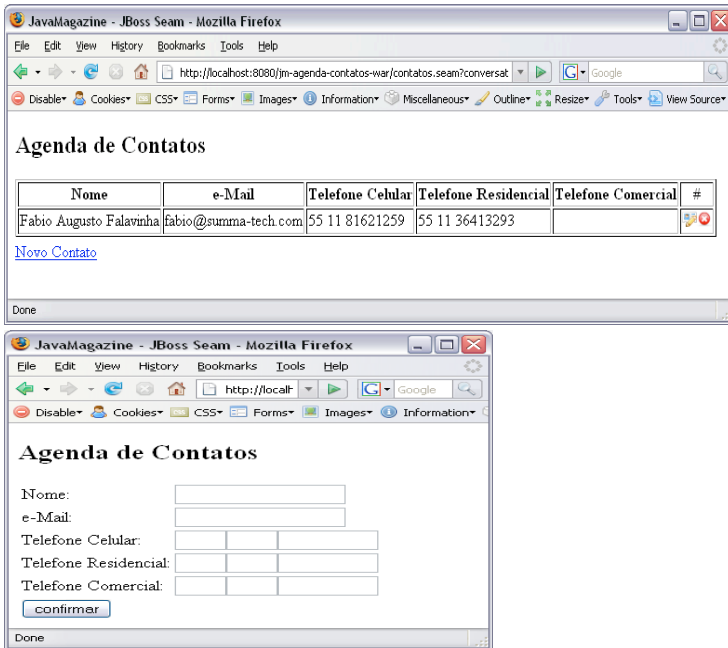 JavaMagazine - JBoss Seam - Mozilla Firefox
File Edit View History Bookmarks Tools Help
http://localhost:8080/jm-agenda-contatos-war/contatos.seam?conversat G Google
Disable Cookies CSS Forms Images Information Miscellaneous Outline Resize Tools View Source
Agenda de Contatos
Nome e-Mail Telefone Celular Telefone Residencial Telefone Comercial #
Fabio Augusto Falavinha fabio@summa-tech.com 55 11 81621259 55 11 36413293
Novo Contato
Done
JavaMagazine - JBoss Seam - Mozilla Firefox
File Edit View History Bookmarks Tools Help
http://localh G Google
Disable Cookies CSS Forms Images Information
Agenda de Contatos
Nome:
e-Mail:
Telefone Celular:
Telefone Residencial:
Telefone Comercial:
confirmar
Done